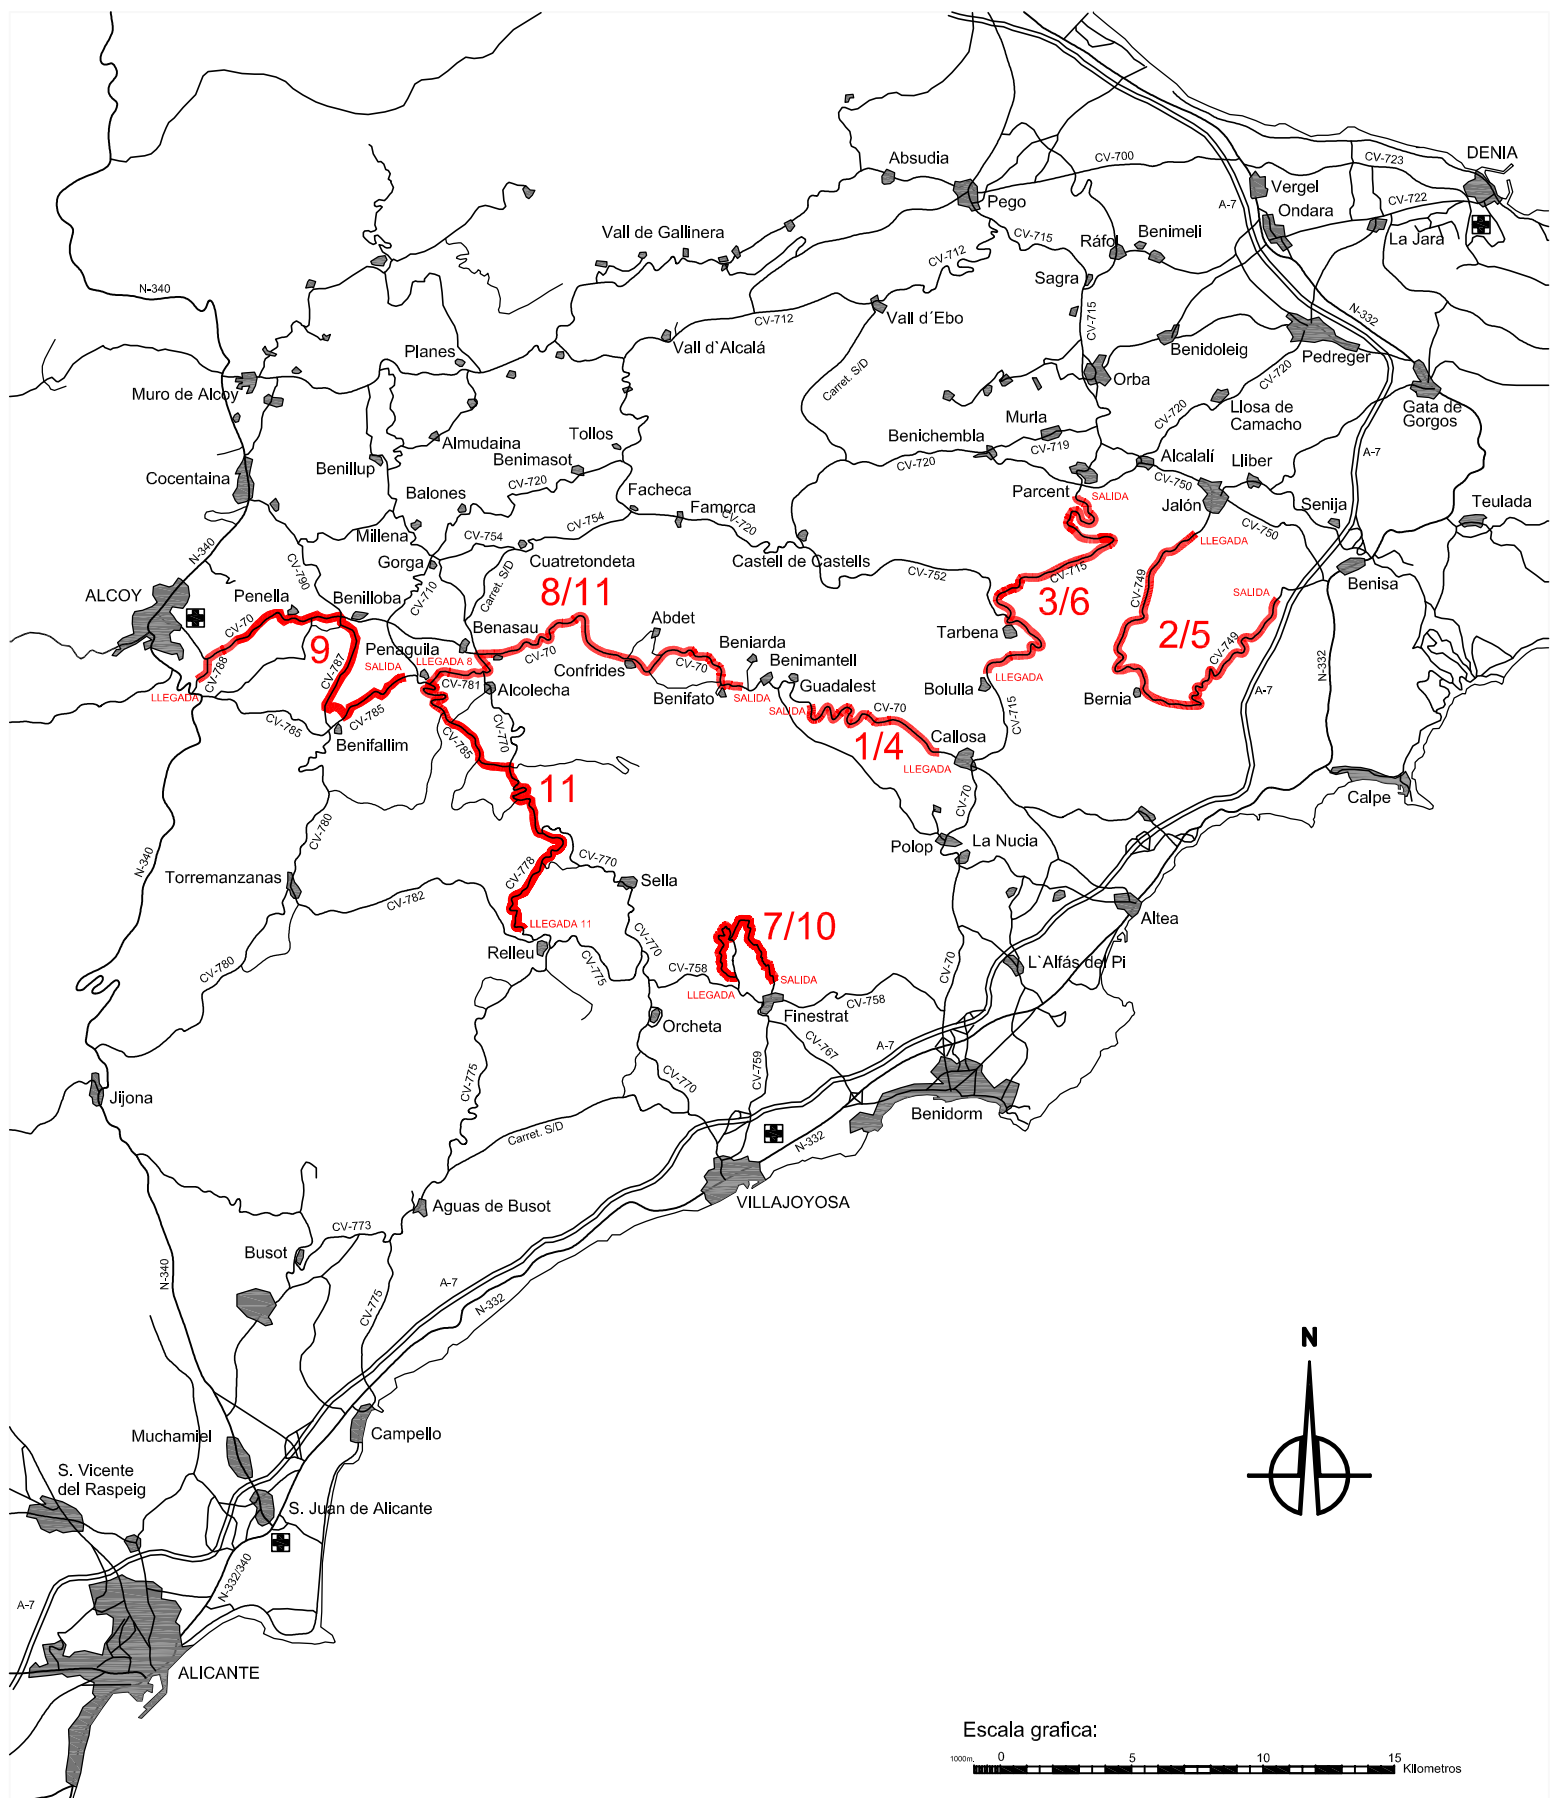 DENIA
Absudia
CV-700
CV-723
Vergel
Pego
A-7
CV-722
Ondara
Vall de Gallinera
CV-715
Ráfol
Benimeli
La Jara
CV-712
Sagra
N-340
Vall d´Ebo
CV-712
CV-715
N-332
Vall d`Alcalá
Planes
Benidoleig
Pedreger
Carret. S/D
Orba
CV-720
Muro de Alcoy
Llosa de
Camacho
Gata de
Gorgos
Murla
CV-720
Almudaina
Tollos
Benichembla
CV-719
A-7
Benillup
Benimasot
CV-720
Alcalalí
Lliber
Cocentaina
CV-720
CV-750
Balones
Facheca
Parcent
SALIDA
Jalón
Senija
Teulada
Famorca
CV-720
CV-750
Millena
CV-754
N-340
CV-754
Gorga
Cuatretondeta
Castell de Castells
LLEGADA
CV-752
CV-715
Benisa
CV-790
CV-710
Carret. S/D
CV-749
ALCOY
Penella
Benilloba
8/11
3/6
SALIDA
Abdet
Tarbena
2/5
CV-70
9
Penaguila
Benasau
Beniarda
CV-749
N-332
SALIDA
LLEGADA 8
CV-70
Confrides
CV-70
Benimantell
CV-788
CV-787
CV-781
Alcolecha
Guadalest
Bolulla
LLEGADA
LLEGADA
Benifato
SALIDA
Bernia
A-7
SALIDA
CV-70
CV-785
CV-785
CV-715
Benifallim
CV-785
CV-770
1/4
Callosa
LLEGADA
11
CV-70
Calpe
CV-780
Polop
La Nucia
N-340
CV-778
CV-770
Torremanzanas
Sella
CV-782
Altea
LLEGADA 11
7/10
Relleu
CV-770
CV-70
L`Alfás del Pi
CV-780
CV-775
CV-758
SALIDA
LLEGADA
CV-758
Finestrat
Orcheta
CV-767
A-7
CV-759
CV-775
CV-770
Jijona
Benidorm
Carret. S/D
N-332
VILLAJOYOSA
Aguas de Busot
CV-773
Busot
N-340
A-7
CV-775
N-332
N
Campello
Muchamiel
S. Vicente
del Raspeig
S. Juan de Alicante
N-332/340
A-7
ALICANTE
Escala grafica:
1000m. 0 5 10 15
Kilometros